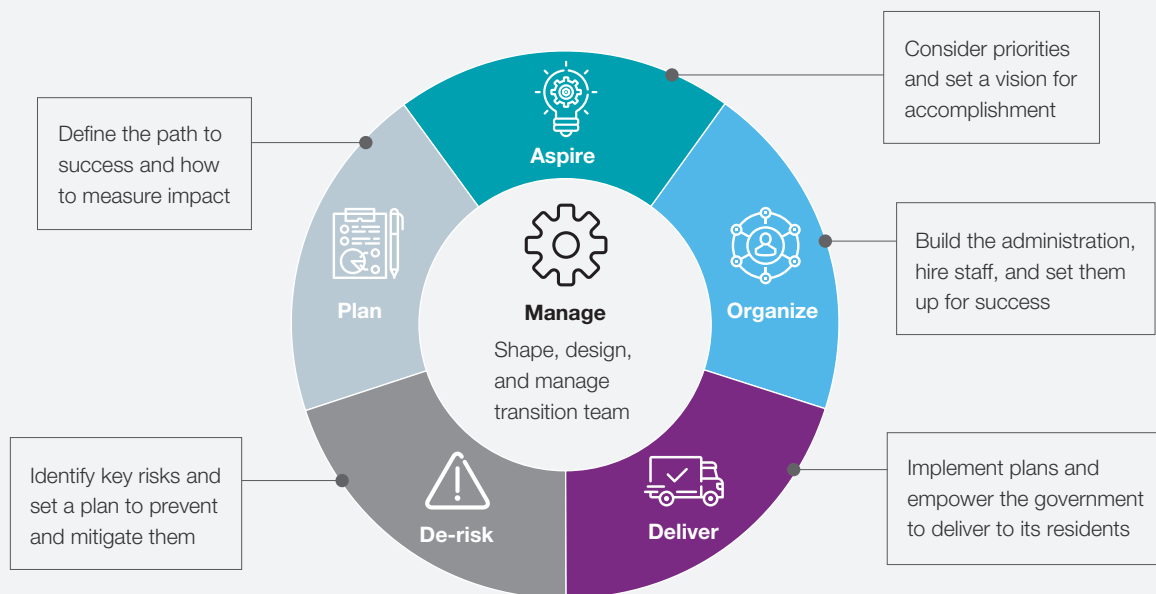 Consider priorities
and set a vision for
accomplishment
Define the path to
success and how
to measure impact
Aspire
Build the administration,
hire staff, and set them
up for success
Plan
Manage
Shape, design,
and manage
transition team
Organize
Identify key risks and
set a plan to prevent
and mitigate them
Implement plans and
empower the government
to deliver to its residents
De-risk
Deliver